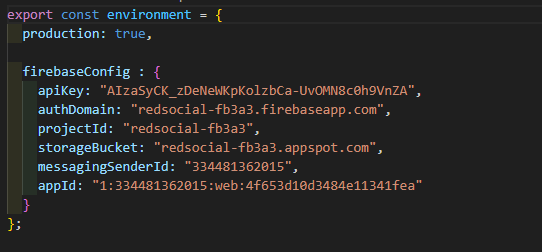 export const environment = {
production: true,
firebaseConfig : {
apiKey: "AIzaSyCK_zDeNeWKpKolzbCa-UvOMN8c0h9VnZA",
authDomain: "redsocial-fb3a3.firebaseapp.com",
projectId: "redsocial-fb3a3",
storageBucket: "redsocial-fb3a3.appspot.com",
messagingSenderId: "334481362015",
appId: "1:334481362015:web:4f653d10d3484e11341fea"
}
};